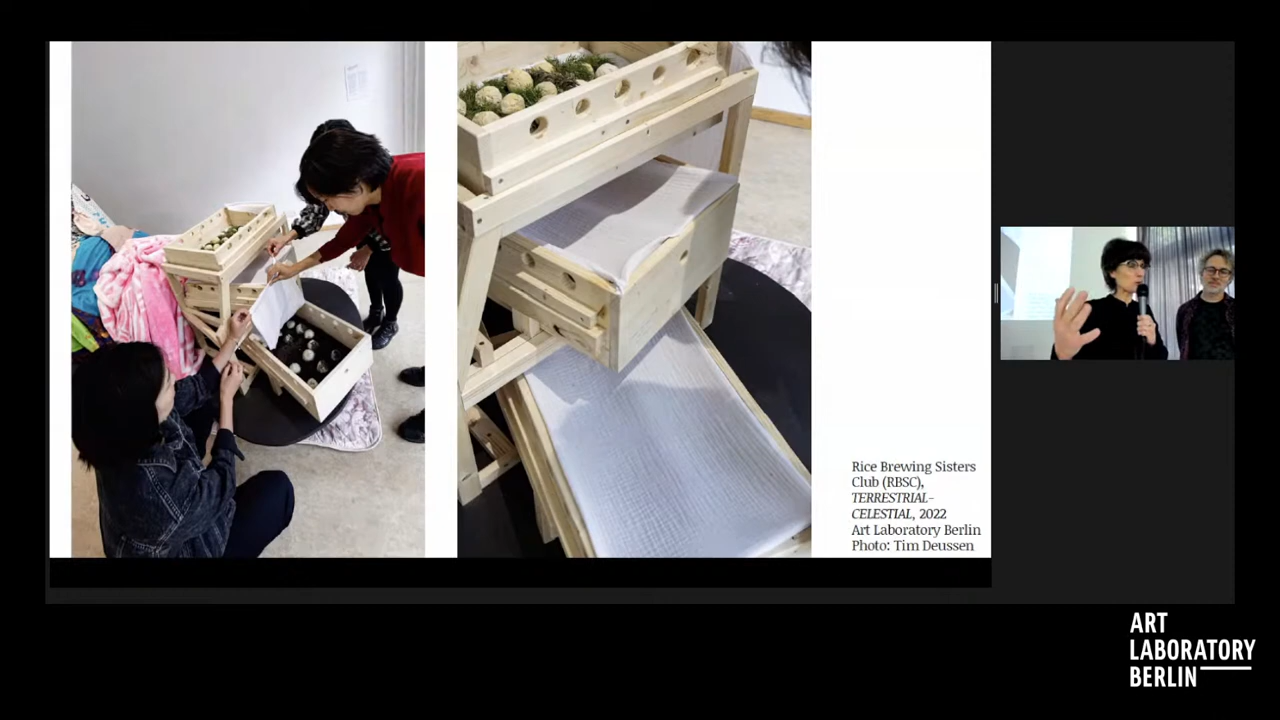 Rice Brewing Sisters
Club (RBSC),
TERRESTRIAL-
CELESTIAL, 2022
Art Laboratory Berlin
Photo: Tim Deussen
ART
LABORATORY
BERLIN